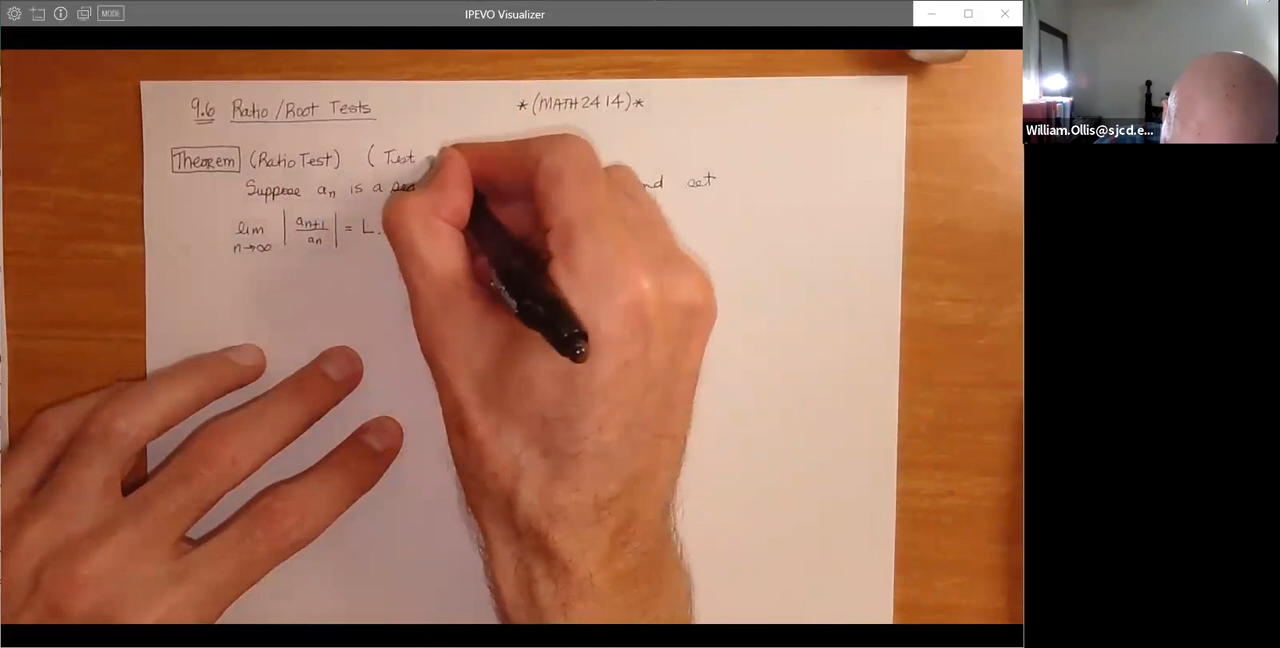 IPEVO Visualizer
MODE
William.Ollis@sjcd.e...
9.6 Ratio/Root Tests
*(MATH 2414)*
Theorem (Ratio Test) (Test
Suppose aₙ is a set
lim n→∞ | aₙ₊₁ / aₙ | = L.